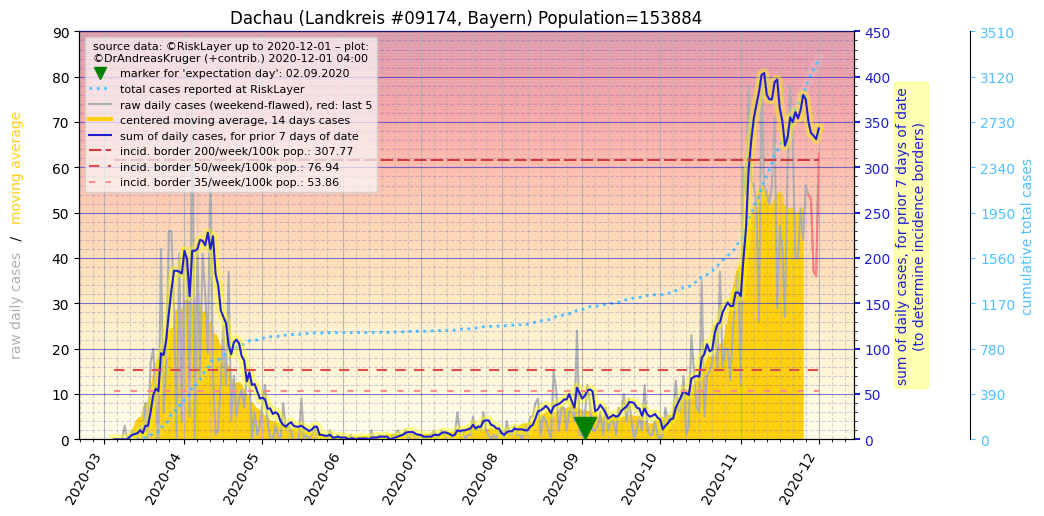 Dachau (Landkreis #09174, Bayern) Population=153884
source data: ©RiskLayer up to 2020-12-01 – plot:
©DrAndreasKruger (+contrib.) 2020-12-01 04:00
marker for 'expectation day': 02.09.2020
total cases reported at RiskLayer
raw daily cases (weekend-flawed), red: last 5
centered moving average, 14 days cases
sum of daily cases, for prior 7 days of date
incid. border 200/week/100k pop.: 307.77
incid. border 50/week/100k pop.: 76.94
incid. border 35/week/100k pop.: 53.86
raw daily cases / moving average
90
80
70
60
50
40
30
20
10
0
2020-03
2020-04
2020-05
2020-06
2020-07
2020-08
2020-09
2020-10
2020-11
2020-12
450
400
350
300
250
200
150
100
50
0
sum of daily cases, for prior 7 days of date
(to determine incidence borders)
3510
3120
2730
2340
1950
1560
1170
780
390
0
cumulative total cases